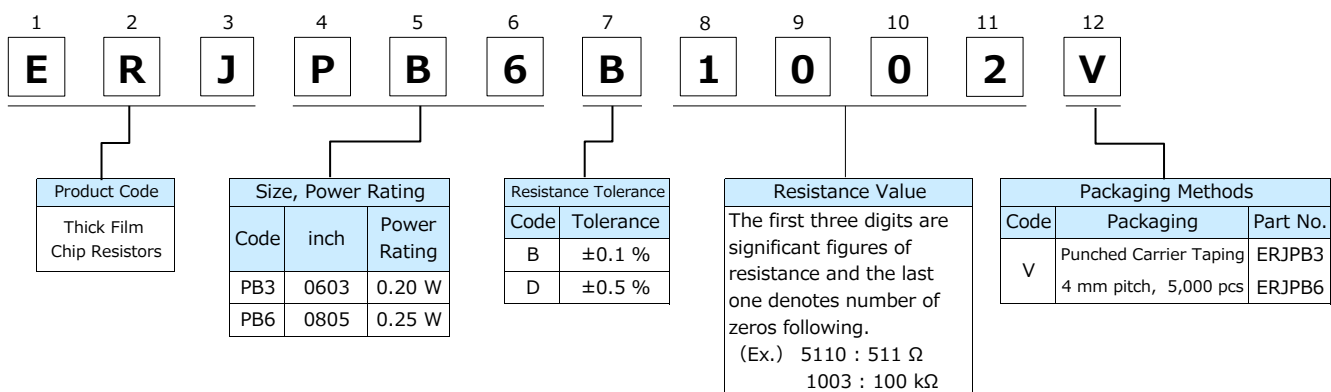 1 2 3 4 5 6 7 8 9 10 11 12
E R J P B 6 B 1 0 0 2 V
Product Code
Thick Film
Chip Resistors
Size, Power Rating
Code inch Power Rating
PB3 0603 0.20 W
PB6 0805 0.25 W
Resistance Tolerance
Code Tolerance
B ±0.1 %
D ±0.5 %
Resistance Value
The first three digits are
significant figures of
resistance and the last
one denotes number of
zeros following.
(Ex.) 5110 : 511 Ω
1003 : 100 kΩ
Packaging Methods
Code Packaging Part No.
V Punched Carrier Taping ERJPB3
4 mm pitch, 5,000 pcs ERJPB6